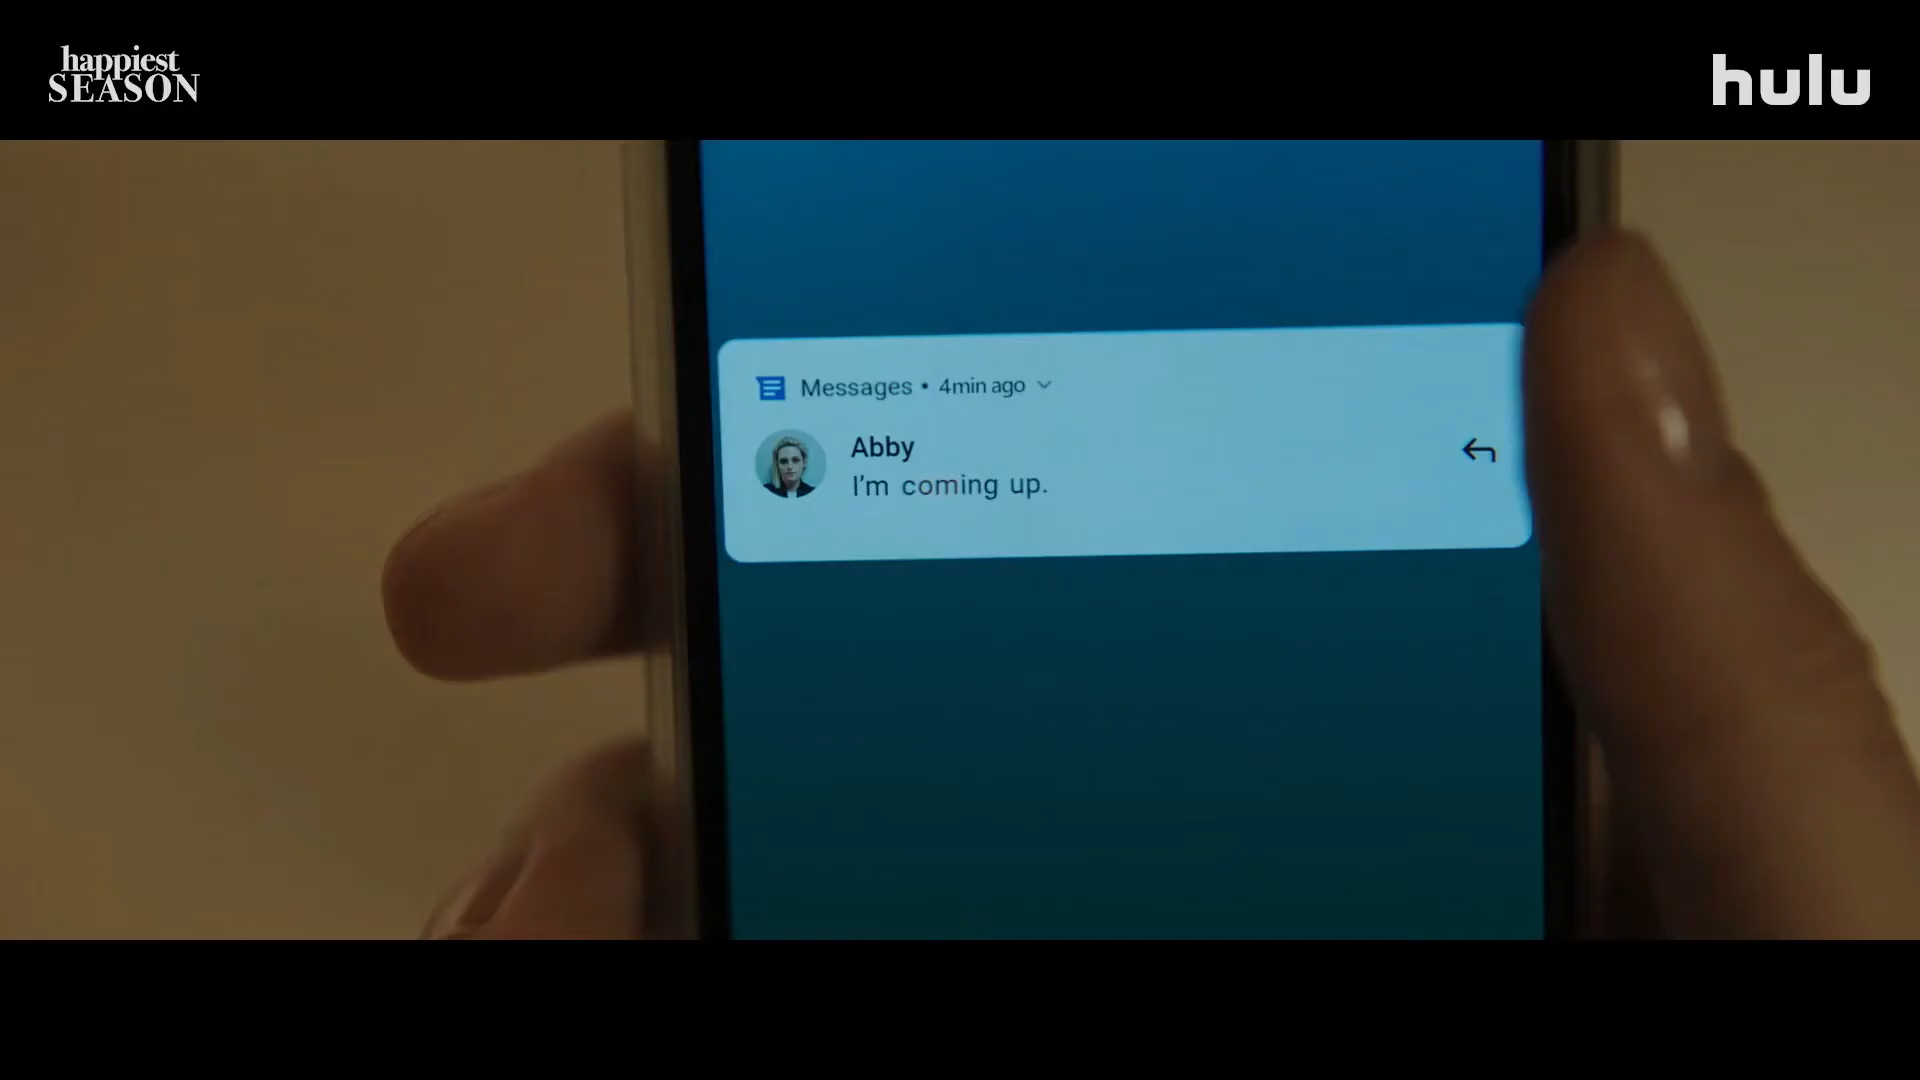 happiest
SEASON
hulu
Messages • 4min ago
Abby
I'm coming up.